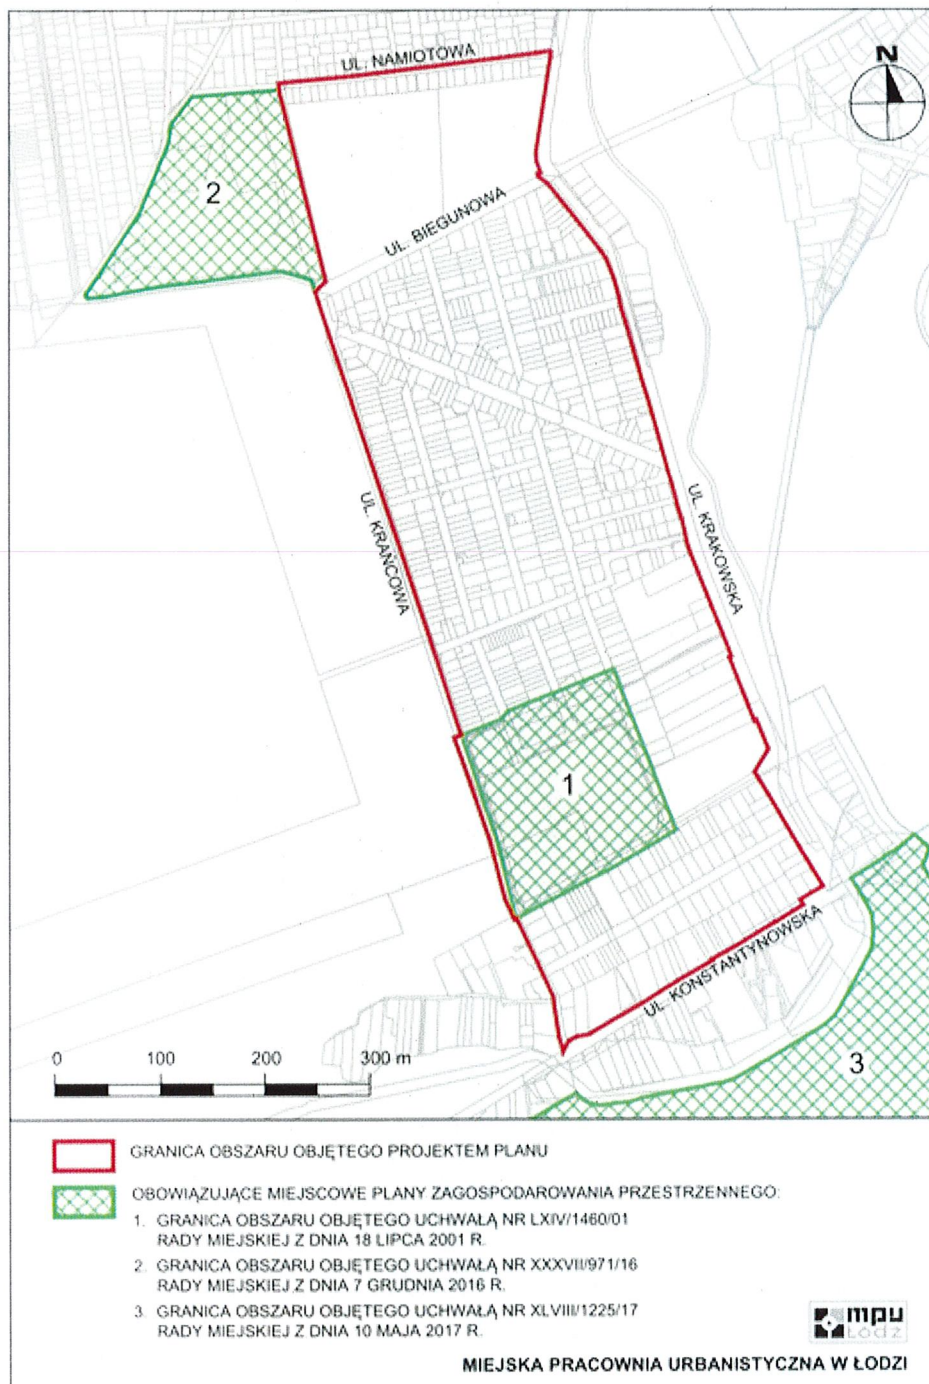 UL. NAMIOTOWA
N
2
UL. BIEGUNOWA
UL. KRAŃCOWA
UL. KRAKOWSKA
1
UL. KONSTANTYNOWSKA
3
0 100 200 300 m
GRANICA OBSZARU OBJĘTEGO PROJEKTEM PLANU
OBOWIĄZUJĄCE MIEJSCOWE PLANY ZAGOSPODAROWANIA PRZESTRZENNEGO:
1. GRANICA OBSZARU OBJĘTEGO UCHWAŁĄ NR LXIV/1460/01
RADY MIEJSKIEJ Z DNIA 18 LIPCA 2001 R.
2. GRANICA OBSZARU OBJĘTEGO UCHWAŁĄ NR XXXVII/971/16
RADY MIEJSKIEJ Z DNIA 7 GRUDNIA 2016 R.
3. GRANICA OBSZARU OBJĘTEGO UCHWAŁĄ NR XLVIII/1225/17
RADY MIEJSKIEJ Z DNIA 10 MAJA 2017 R.
mpu
Łódź
MIEJSKA PRACOWNIA URBANISTYCZNA W ŁODZI